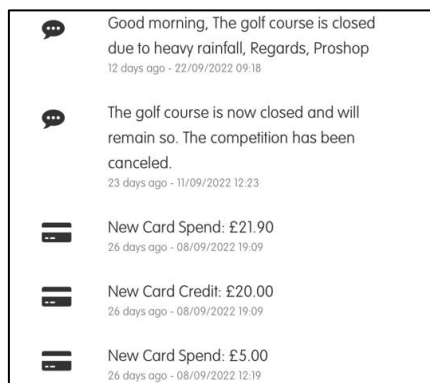 Good morning, The golf course is closed
due to heavy rainfall, Regards, Proshop
12 days ago - 22/09/2022 09:18
The golf course is now closed and will
remain so. The competition has been
canceled.
23 days ago - 11/09/2022 12:23
New Card Spend: £21.90
26 days ago - 08/09/2022 19:09
New Card Credit: £20.00
26 days ago - 08/09/2022 19:09
New Card Spend: £5.00
26 days ago - 08/09/2022 12:19